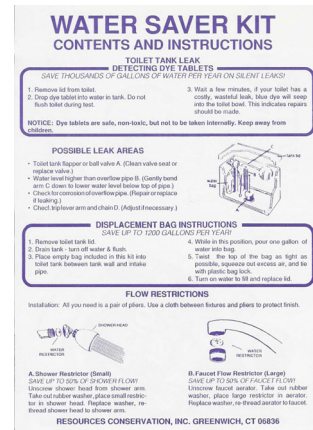 WATER SAVER KIT
CONTENTS AND INSTRUCTIONS
TOILET TANK LEAK
DETECTING DYE TABLETS
SAVE THOUSANDS OF GALLONS OF WATER PER YEAR ON SILENT LEAKS!
1. Remove lid from toilet.
2. Drop dye tablet into water in tank. Do not
flush toilet during test.
3. Wait a few minutes, if your toilet has a
costly, wasteful leak, blue dye will seep
into the toilet bowl. This indicates repairs
should be made.
NOTICE: Dye tablets are safe, non-toxic, but not to be taken internally. Keep away from
children.
POSSIBLE LEAK AREAS
• Toilet tank flapper or ball valve A. (Clean valve seat or
replace valve.)
• Water level higher than overflow pipe B. (Gently bend
arm C down to lower water level below top of pipe.)
• Check for corrosion of overflow pipe. (Repair or replace
if leaking.)
• Check trip lever arm and chain D. (Adjust if necessary.)
water
bag
DISPLACEMENT BAG INSTRUCTIONS
SAVE UP TO 1200 GALLONS PER YEAR!
1. Remove toilet tank lid.
2. Drain tank - turn off water & flush.
3. Place empty bag included in this kit into
toilet tank between tank wall and intake
pipe.
4. While in this position, pour one gallon of
water into bag.
5. Twist the top of the bag as tight as
possible, squeeze out excess air, and tie
with plastic bag lock.
6. Turn on water to fill and replace lid.
FLOW RESTRICTIONS
Installation: All you need is a pair of pliers. Use a cloth between fixtures and pliers to protect finish.
SHOWER HEAD
WATER
RESTRICTOR
WATER
RESTRICTOR
A. Shower Restrictor (Small)
SAVE UP TO 50% OF SHOWER FLOW!
Unscrew shower head from shower arm.
Take out rubber washer, place small restric-
tor in shower head. Replace washer, re-
thread shower head to shower arm.
B. Faucet Flow Restrictor (Large)
SAVE UP TO 50% OF FAUCET FLOW!
Unscrew faucet aerator. Take out rubber
washer, place large restrictor in aerator.
Replace washer, re-thread aerator to faucet.
RESOURCES CONSERVATION, INC. GREENWICH, CT 06836